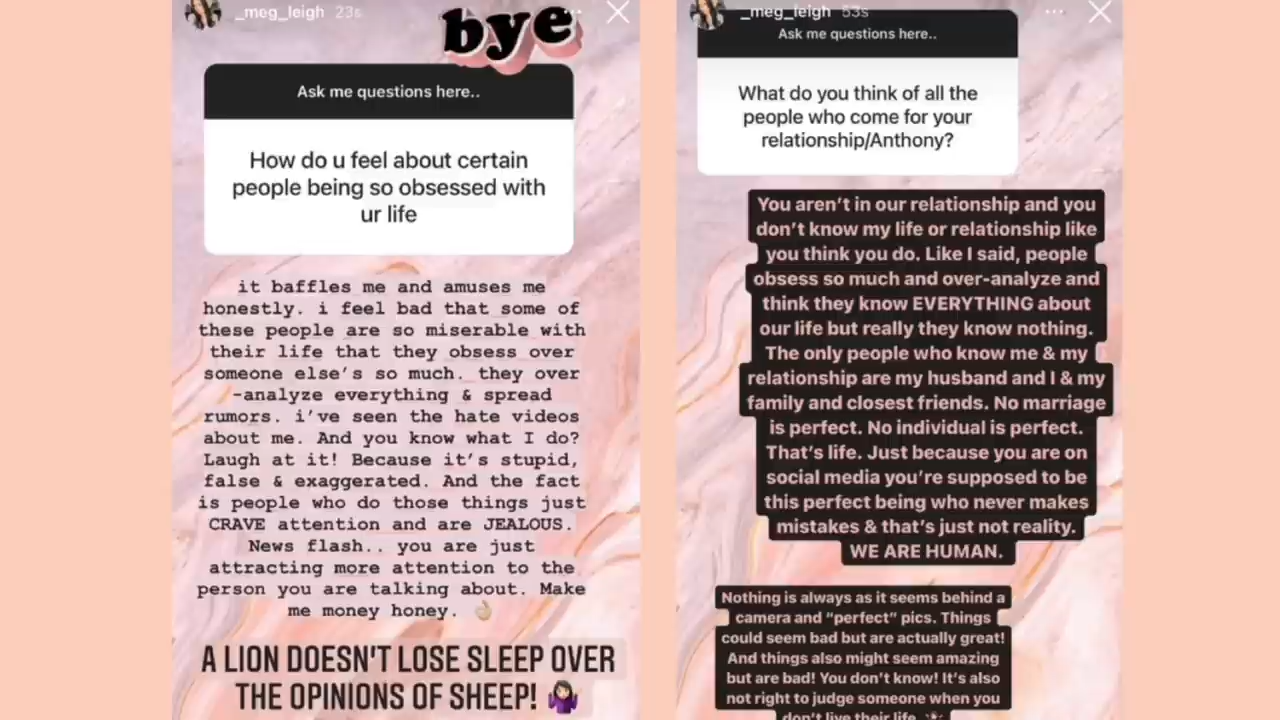 _meg_leigh 23s
bye
Ask me questions here..
How do u feel about certain
people being so obsessed with
ur life
it baffles me and amuses me
honestly. i feel bad that some of
these people are so miserable with
their life that they obsess over
someone else's so much. they over
-analyze everything & spread
rumors. i've seen the hate videos
about me. And you know what I do?
Laugh at it! Because it's stupid,
false & exaggerated. And the fact
is people who do those things just
CRAVE attention and are JEALOUS.
News flash.. you are just
attracting more attention to the
person you are talking about. Make
me money honey. 👌🏼
A LION DOESN'T LOSE SLEEP OVER
THE OPINIONS OF SHEEP! 🤷🏻‍♀️
_meg_leigh 53s
Ask me questions here..
What do you think of all the
people who come for your
relationship/Anthony?
You aren't in our relationship and you
don't know my life or relationship like
you think you do. Like I said, people
obsess so much and over-analyze and
think they know EVERYTHING about
our life but really they know nothing.
The only people who know me & my
relationship are my husband and I & my
family and closest friends. No marriage
is perfect. No individual is perfect.
That's life. Just because you are on
social media you're supposed to be
this perfect being who never makes
mistakes & that's just not reality.
WE ARE HUMAN.
Nothing is always as it seems behind a
camera and “perfect” pics. Things
could seem bad but are actually great!
And things also might seem amazing
but are bad! You don't know! It's also
not right to judge someone when you
don't live their life.